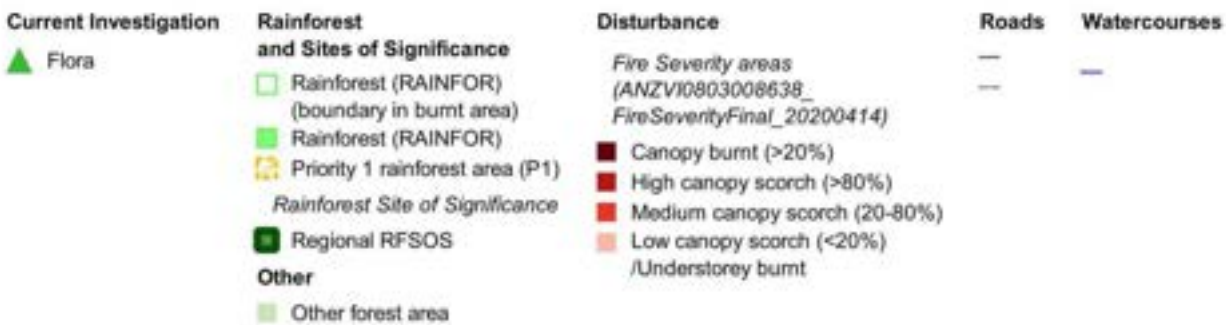 Current Investigation
Flora
Rainforest
and Sites of Significance
Rainforest (RAINFOR)
(boundary in burnt area)
Rainforest (RAINFOR)
Priority 1 rainforest area (P1)
Rainforest Site of Significance
Regional RFSOS
Other
Other forest area
Disturbance
Fire Severity areas
(ANZVI0803008638_
FireSeverityFinal_20200414)
Canopy burnt (>20%)
High canopy scorch (>80%)
Medium canopy scorch (20-80%)
Low canopy scorch (<20%)
/Understorey burnt
Roads
Watercourses